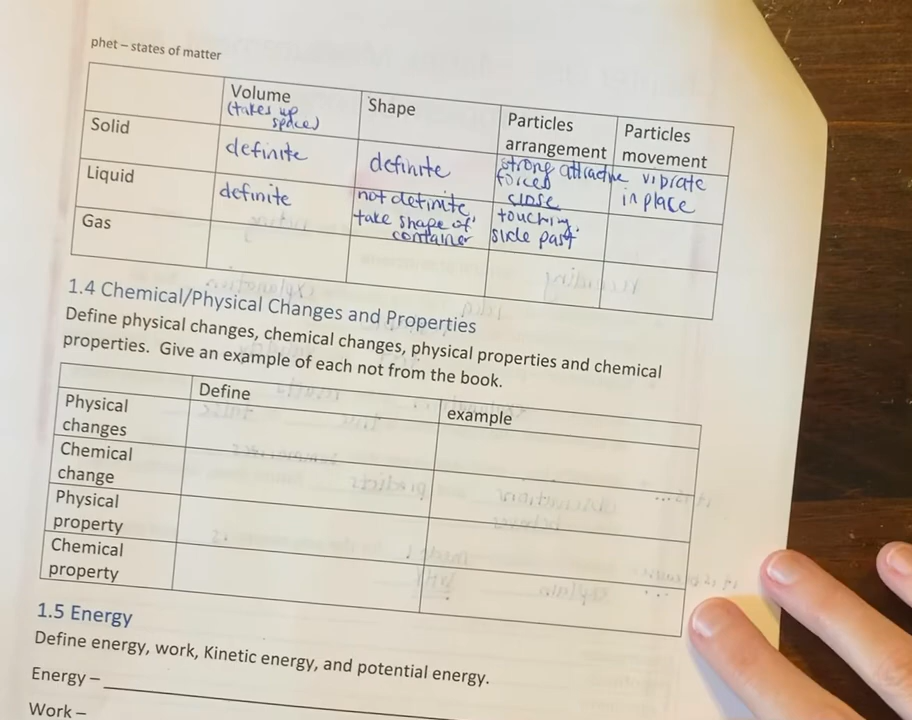 phet – states of matter
Volume
(takes up
space)
Shape
Particles
arrangement
Particles
movement
Solid
definite
definite
strong attractive
forces
vibrate
in place
Liquid
definite
not definite,
take shape of
container
close
touching,
slide past
Gas
1.4 Chemical/Physical Changes and Properties
Define physical changes, chemical changes, physical properties and chemical
properties. Give an example of each not from the book.
Define
example
Physical
changes
Chemical
change
Physical
property
Chemical
property
1.5 Energy
Define energy, work, Kinetic energy, and potential energy.
Energy –
Work –